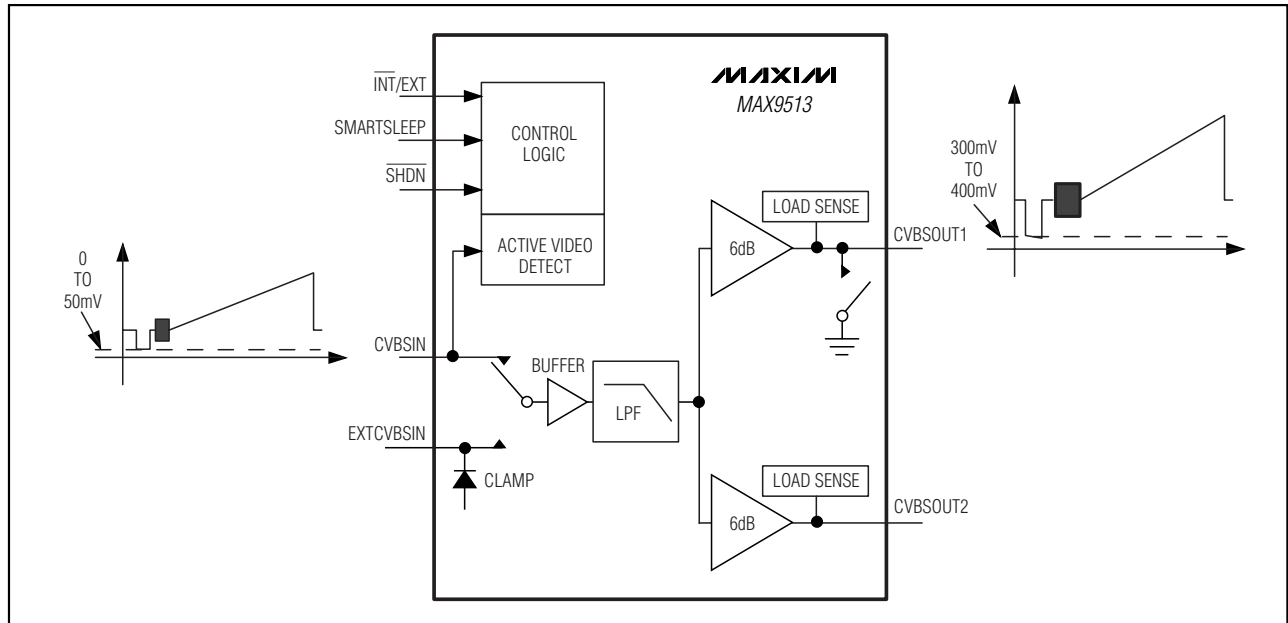 MAXIM
MAX9513
INT/EXT
SMARTSLEEP
SHDN
CONTROL
LOGIC
ACTIVE VIDEO
DETECT
0
TO
50mV
CVBSIN
BUFFER
LPF
EXTCVBSIN
CLAMP
6dB
LOAD SENSE
CVBSOUT1
300mV
TO
400mV
6dB
LOAD SENSE
CVBSOUT2